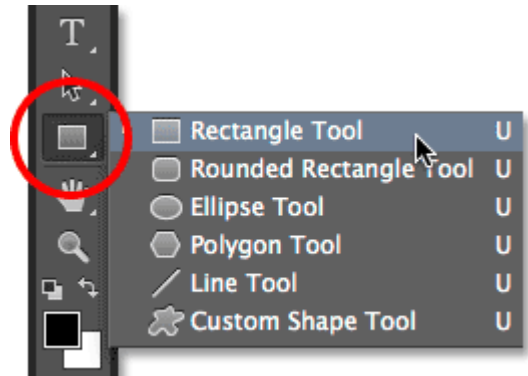 T
Rectangle Tool U
Rounded Rectangle Tool U
Ellipse Tool U
Polygon Tool U
Line Tool U
Custom Shape Tool U